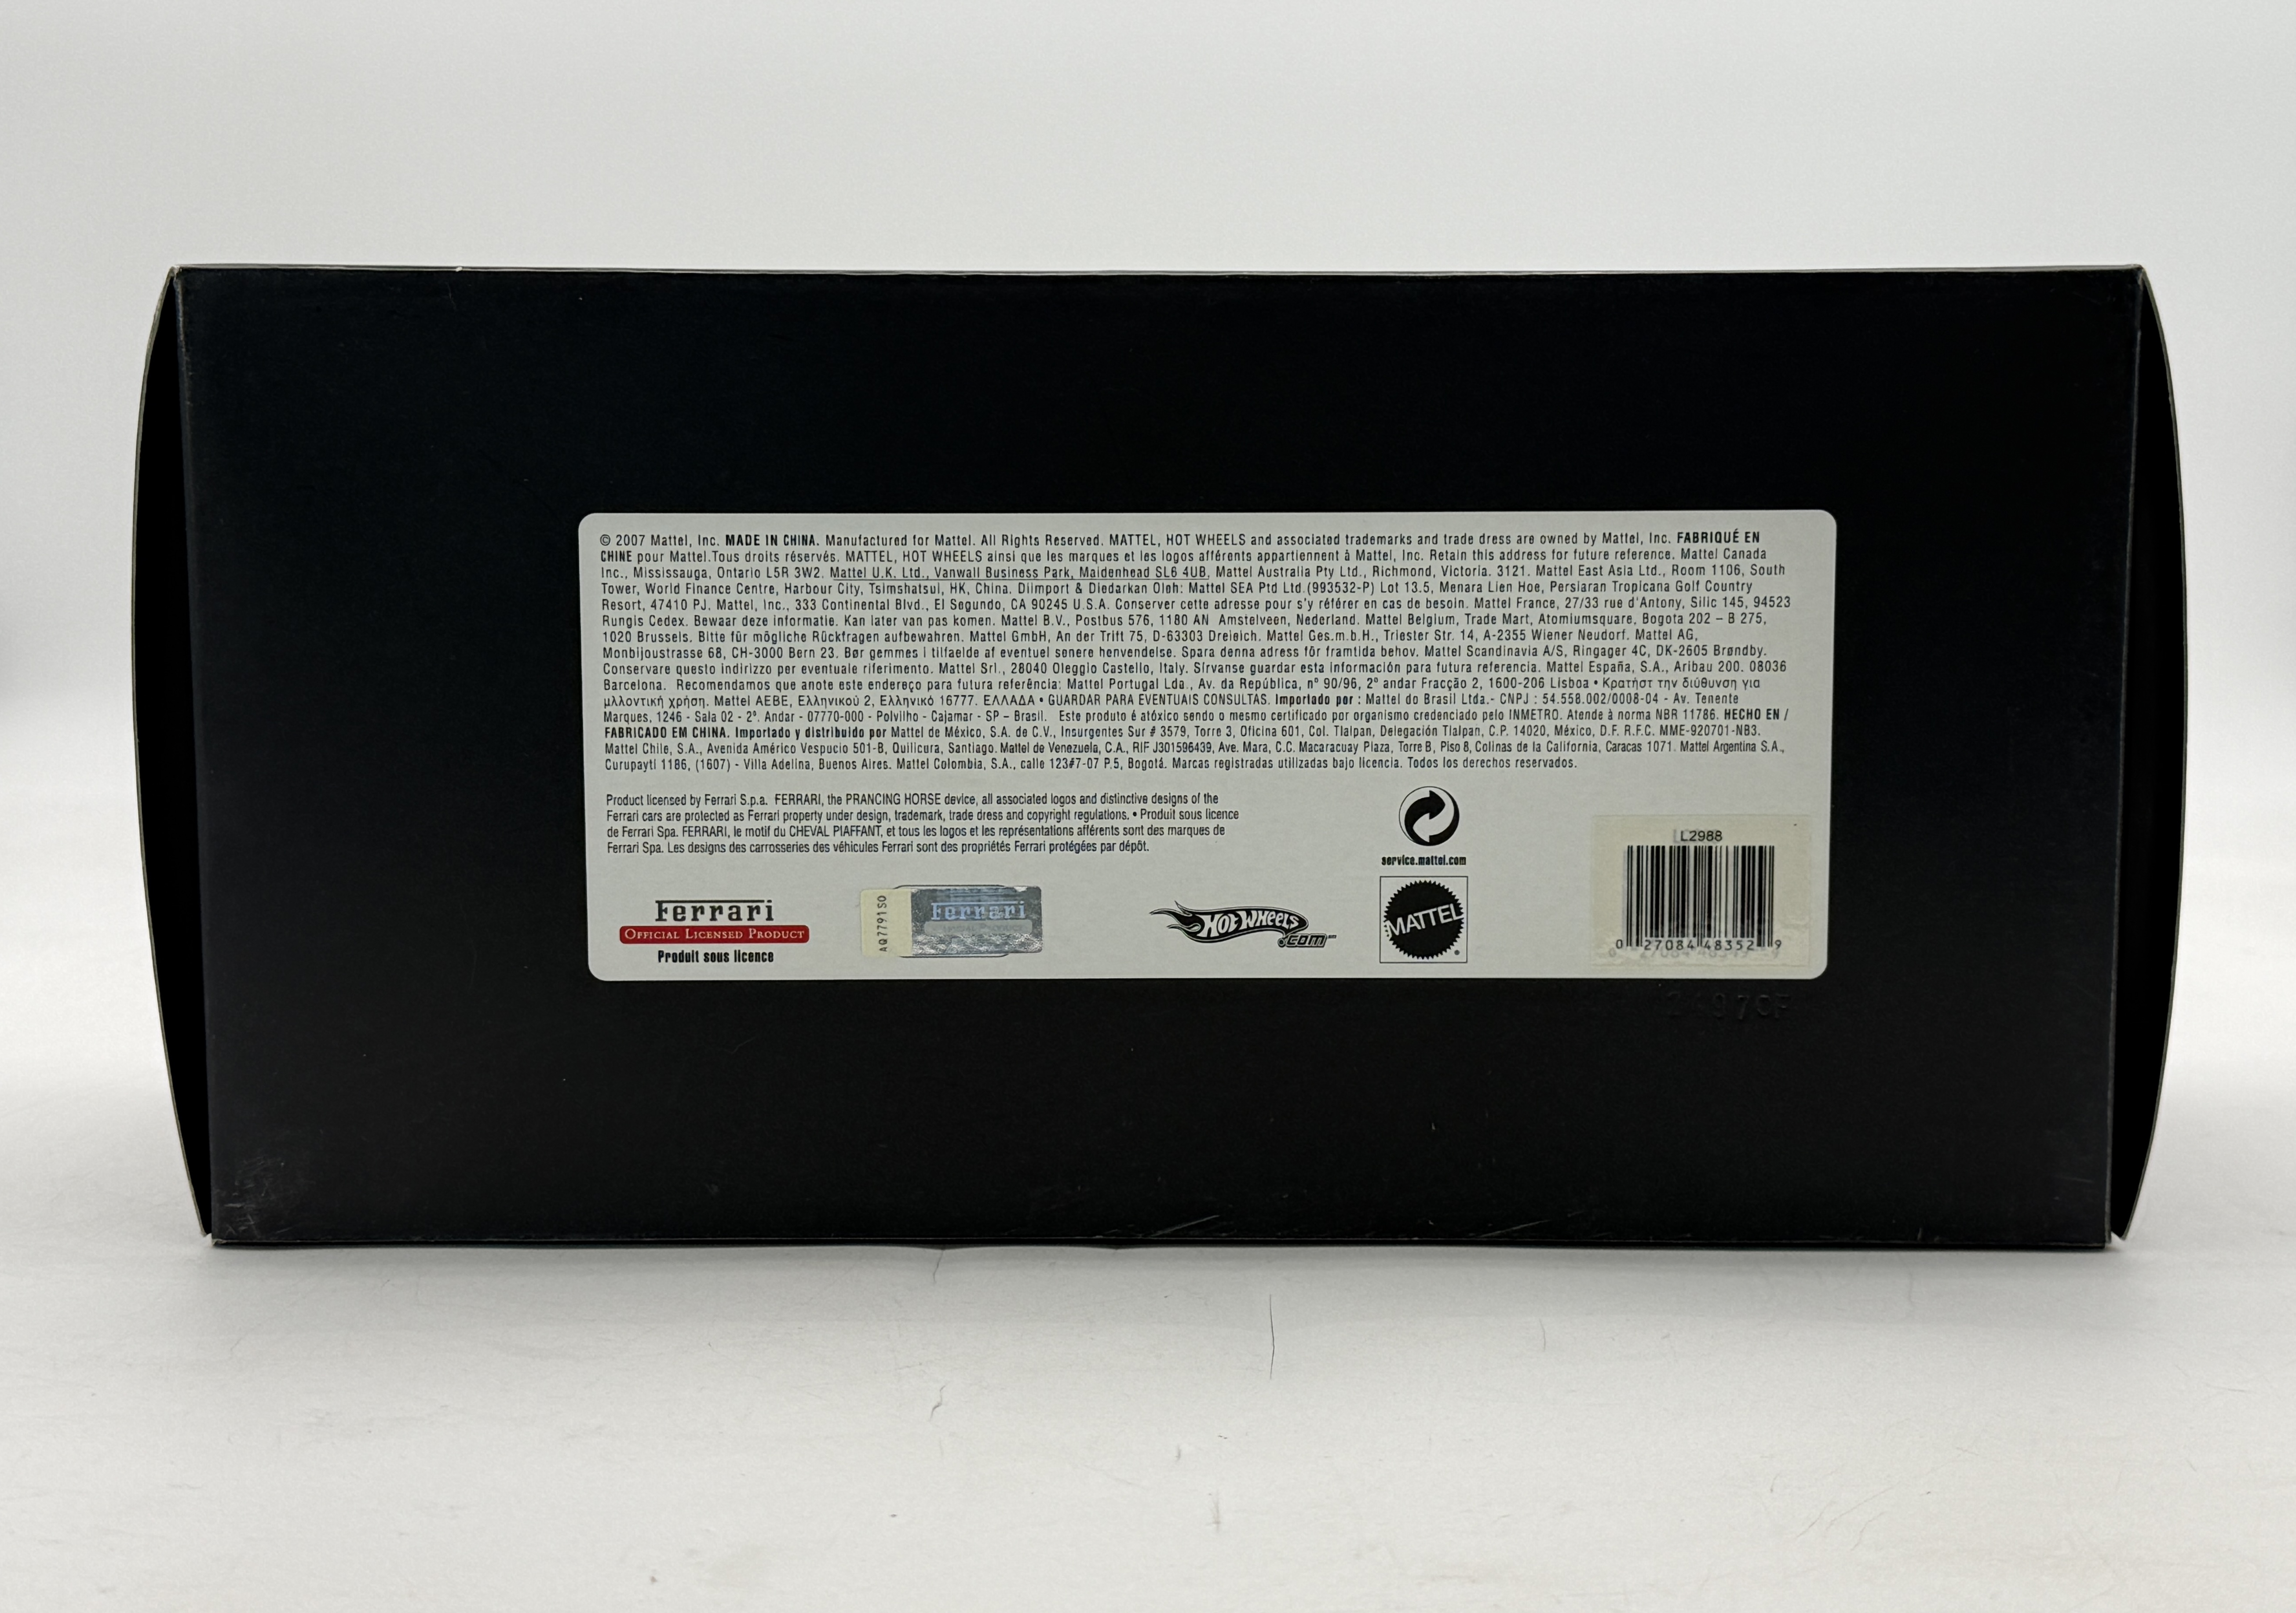 © 2007 Mattel, Inc. MADE IN CHINA. Manufactured for Mattel. All Rights Reserved. MATTEL, HOT WHEELS and associated trademarks and trade dress are owned by Mattel, Inc. FABRIQUÉ EN
CHINE pour Mattel.Tous droits réservés. MATTEL, HOT WHEELS ainsi que les marques et les logos afférents appartiennent à Mattel, Inc. Retain this address for future reference. Mattel Canada
Inc., Mississauga, Ontario L5R 3W2. Mattel U.K. Ltd., Vanwall Business Park, Maidenhead SL6 4UB. Mattel Australia Pty Ltd., Richmond, Victoria. 3121. Mattel East Asia Ltd., Room 1106, South
Tower, World Finance Centre, Harbour City, Tsimshatsui, HK, China. Diimport & Diedarkan Oleh: Mattel SEA Ptd Ltd.(993532-P) Lot 13.5, Menara Lien Hoe, Persiaran Tropicana Golf Country
Resort, 47410 PJ. Mattel, Inc., 333 Continental Blvd., El Segundo, CA 90245 U.S.A. Conserver cette adresse pour s'y référer en cas de besoin. Mattel France, 27/33 rue d'Antony, Silic 145, 94523
Rungis Cedex. Bewaar deze informatie. Kan later van pas komen. Mattel B.V., Postbus 576, 1180 AN Amstelveen, Nederland. Mattel Belgium, Trade Mart, Atomiumsquare, Bogota 202 – B 275,
1020 Brussels. Bitte für mögliche Rückfragen aufbewahren. Mattel GmbH, An der Trift 75, D-63303 Dreieich. Mattel Ges.m.b.H., Triester Str. 14, A-2355 Wiener Neudorf. Mattel AG,
Monbijoustrasse 68, CH-3000 Bern 23. Bør gemmes i tilfaelde af eventuel senere henvendelse. Spara denna adress för framtida behov. Mattel Scandinavia A/S, Ringager 4C, DK-2605 Brøndby.
Conservare questo indirizzo per eventuale riferimento. Mattel Srl., 28040 Oleggio Castello, Italy. Sírvanse guardar esta información para futura referencia. Mattel España, S.A., Aribau 200. 08036
Barcelona. Recomendamos que anote este endereço para futura referência: Mattel Portugal Lda., Av. da República, nº 90/96, 2º andar Fracção 2, 1600-206 Lisboa • Κρατήστ την διύθυνση για
μλλοντική χρήση. Mattel AEBE, Ελληνικού 2, Ελληνικό 16777. ΕΛΛΑΔΑ • GUARDAR PARA EVENTUAIS CONSULTAS. Importado por : Mattel do Brasil Ltda.- CNPJ : 54.558.002/0008-04 - Av. Tenente
Marques, 1246 - Sala 02 - 2º. Andar - 07770-000 - Polvilho - Cajamar - SP – Brasil. Este produto é atóxico sendo o mesmo certificado por organismo credenciado pelo INMETRO. Atende à norma NBR 11786. HECHO EN /
FABRICADO EM CHINA. Importado y distribuido por Mattel de México, S.A. de C.V., Insurgentes Sur # 3579, Torre 3, Oficina 601, Col. Tlalpan, Delegación Tlalpan, C.P. 14020, México, D.F. R.F.C. MME-920701-NB3.
Mattel Chile, S.A., Avenida Américo Vespucio 501-B, Quilicura, Santiago. Mattel de Venezuela, C.A., RIF J301596439, Ave. Mara, C.C. Macaracuay Plaza, Torre B, Piso 8, Colinas de la California, Caracas 1071. Mattel Argentina S.A.,
Curupaytí 1186, (1607) - Villa Adelina, Buenos Aires. Mattel Colombia, S.A., calle 123#7-07 P.5, Bogotá. Marcas registradas utilizadas bajo licencia. Todos los derechos reservados.
Product licensed by Ferrari S.p.a. FERRARI, the PRANCING HORSE device, all associated logos and distinctive designs of the
Ferrari cars are protected as Ferrari property under design, trademark, trade dress and copyright regulations. • Produit sous licence
de Ferrari Spa. FERRARI, le motif du CHEVAL PIAFFANT, et tous les logos et les représentations afférents sont des marques de
Ferrari Spa. Les designs des carrosseries des véhicules Ferrari sont des propriétés Ferrari protégées par dépôt.
service.mattel.com
L2988
0 27084 48352 9
Ferrari
OFFICIAL LICENSED PRODUCT
Produit sous licence
AQ7791SO
Ferrari
HOT WHEELS
.COM
MATTEL